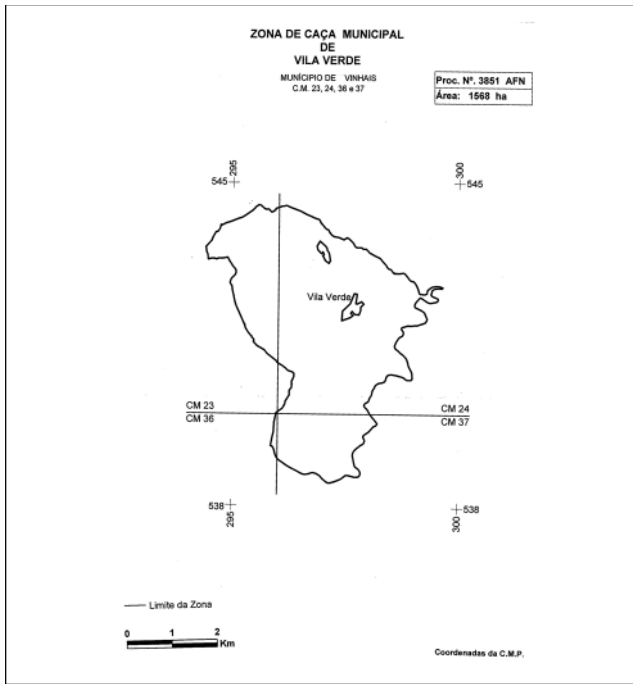 ZONA DE CAÇA MUNICIPAL
DE
VILA VERDE
MUNÍCIPIO DE VINHAIS
C.M. 23, 24, 36 e 37
Proc. Nº. 3851 AFN
Área: 1568 ha
295
300
545
545
Vila Verde
CM 23
CM 24
CM 36
CM 37
538
538
295
300
Limite da Zona
0 1 2
Km
Coordenadas da C.M.P.